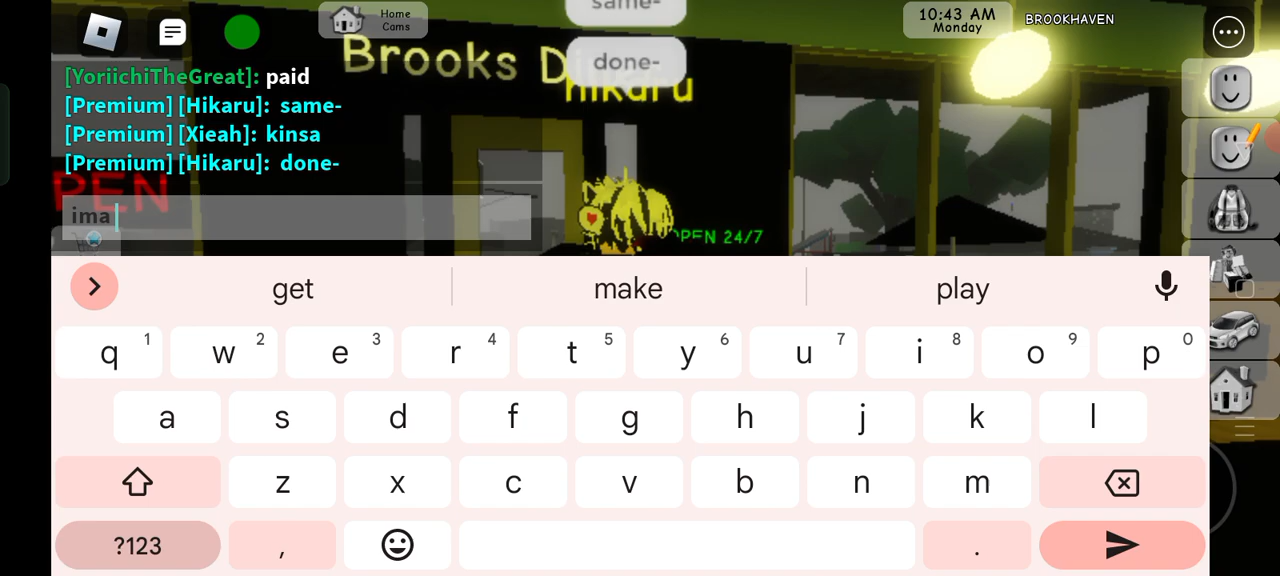 Home
Cams
same-
10:43 AM
Monday
BROOKHAVEN
Brooks Di
done-
hikaru
[YoriichiTheGreat]: paid
[Premium] [Hikaru]: same-
[Premium] [Xieah]: kinsa
[Premium] [Hikaru]: done-
PEN
ima
OPEN 24/7
get make play
q 1 w 2 e 3 r 4 t 5 y 6 u 7 i 8 o 9 p 0
a s d f g h j k l
z x c v b n m
?123 , .